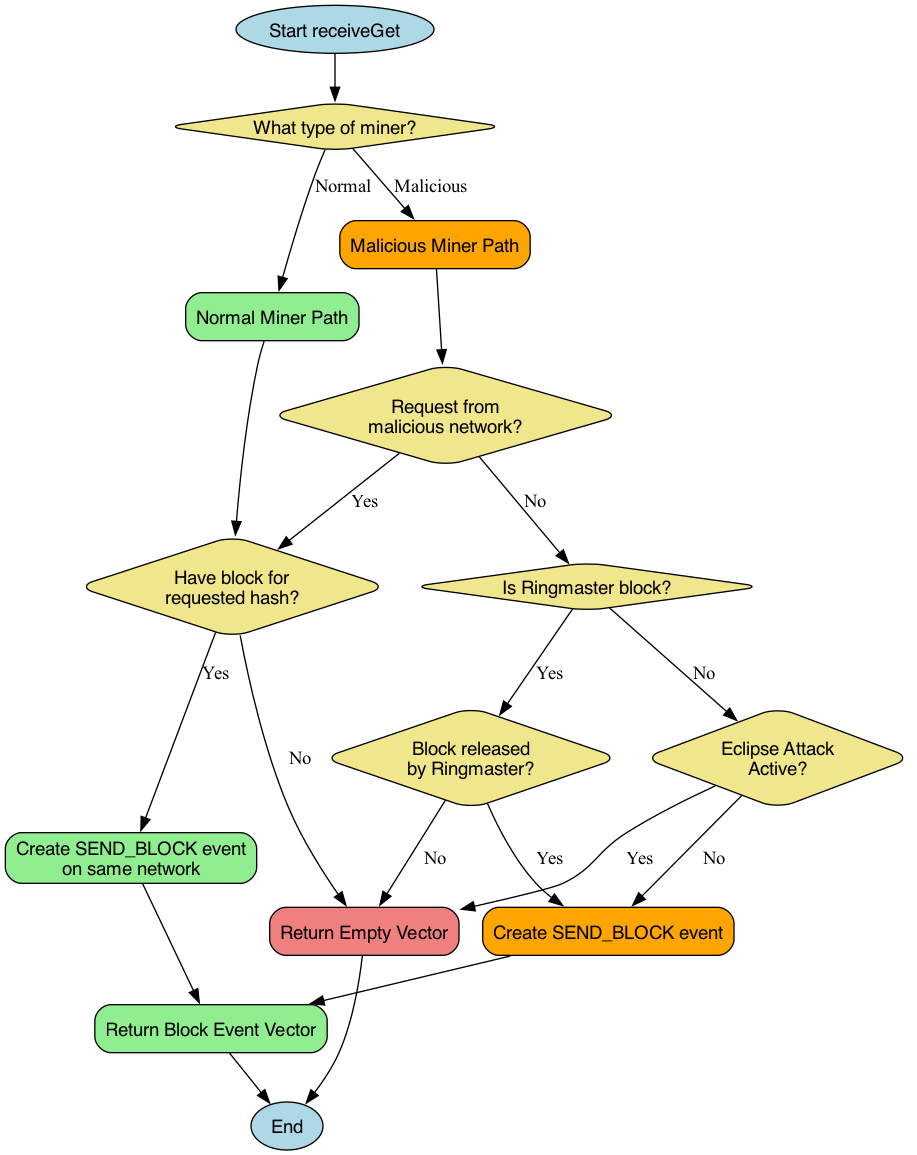 Start receiveGet
What type of miner?
Normal
Malicious
Malicious Miner Path
Normal Miner Path
Request from
malicious network?
Yes
No
Have block for
requested hash?
Is Ringmaster block?
Yes
Yes
No
Block released
by Ringmaster?
Eclipse Attack
Active?
No
Create SEND_BLOCK event
on same network
No
Yes
Yes
No
Return Empty Vector
Create SEND_BLOCK event
Return Block Event Vector
End